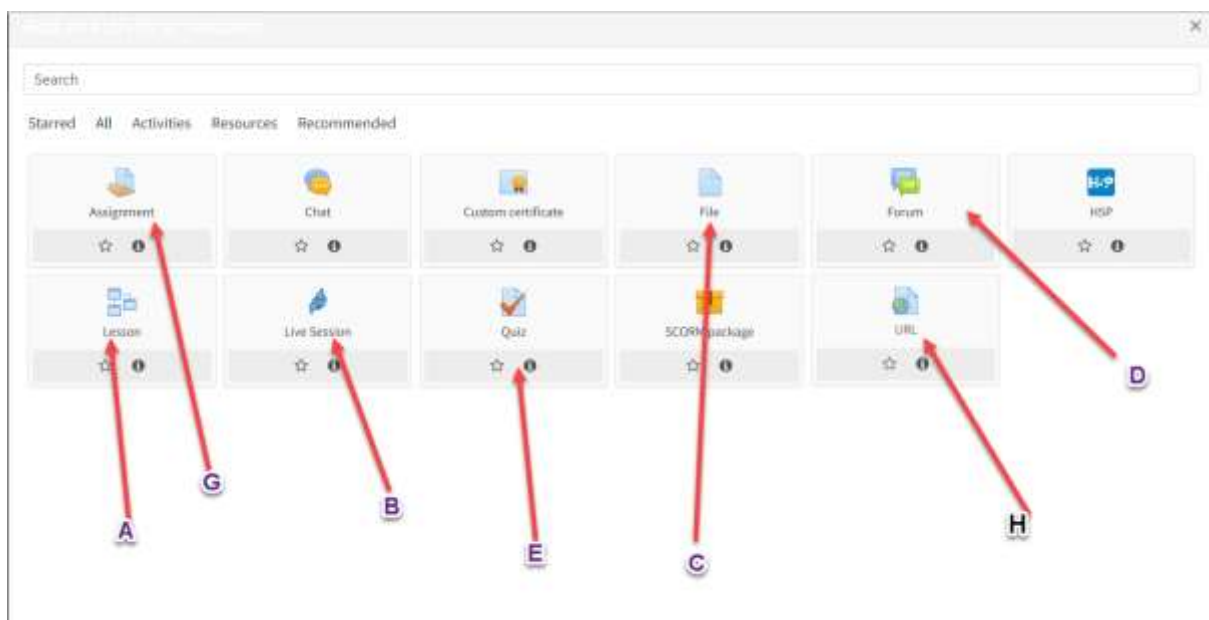 ×
Search
Starred All Activities Resources Recommended
Assignment Chat Custom certificate File Forum H5P
Lesson Live Session Quiz SCORM package URL
D
G
B
H
A
E
C